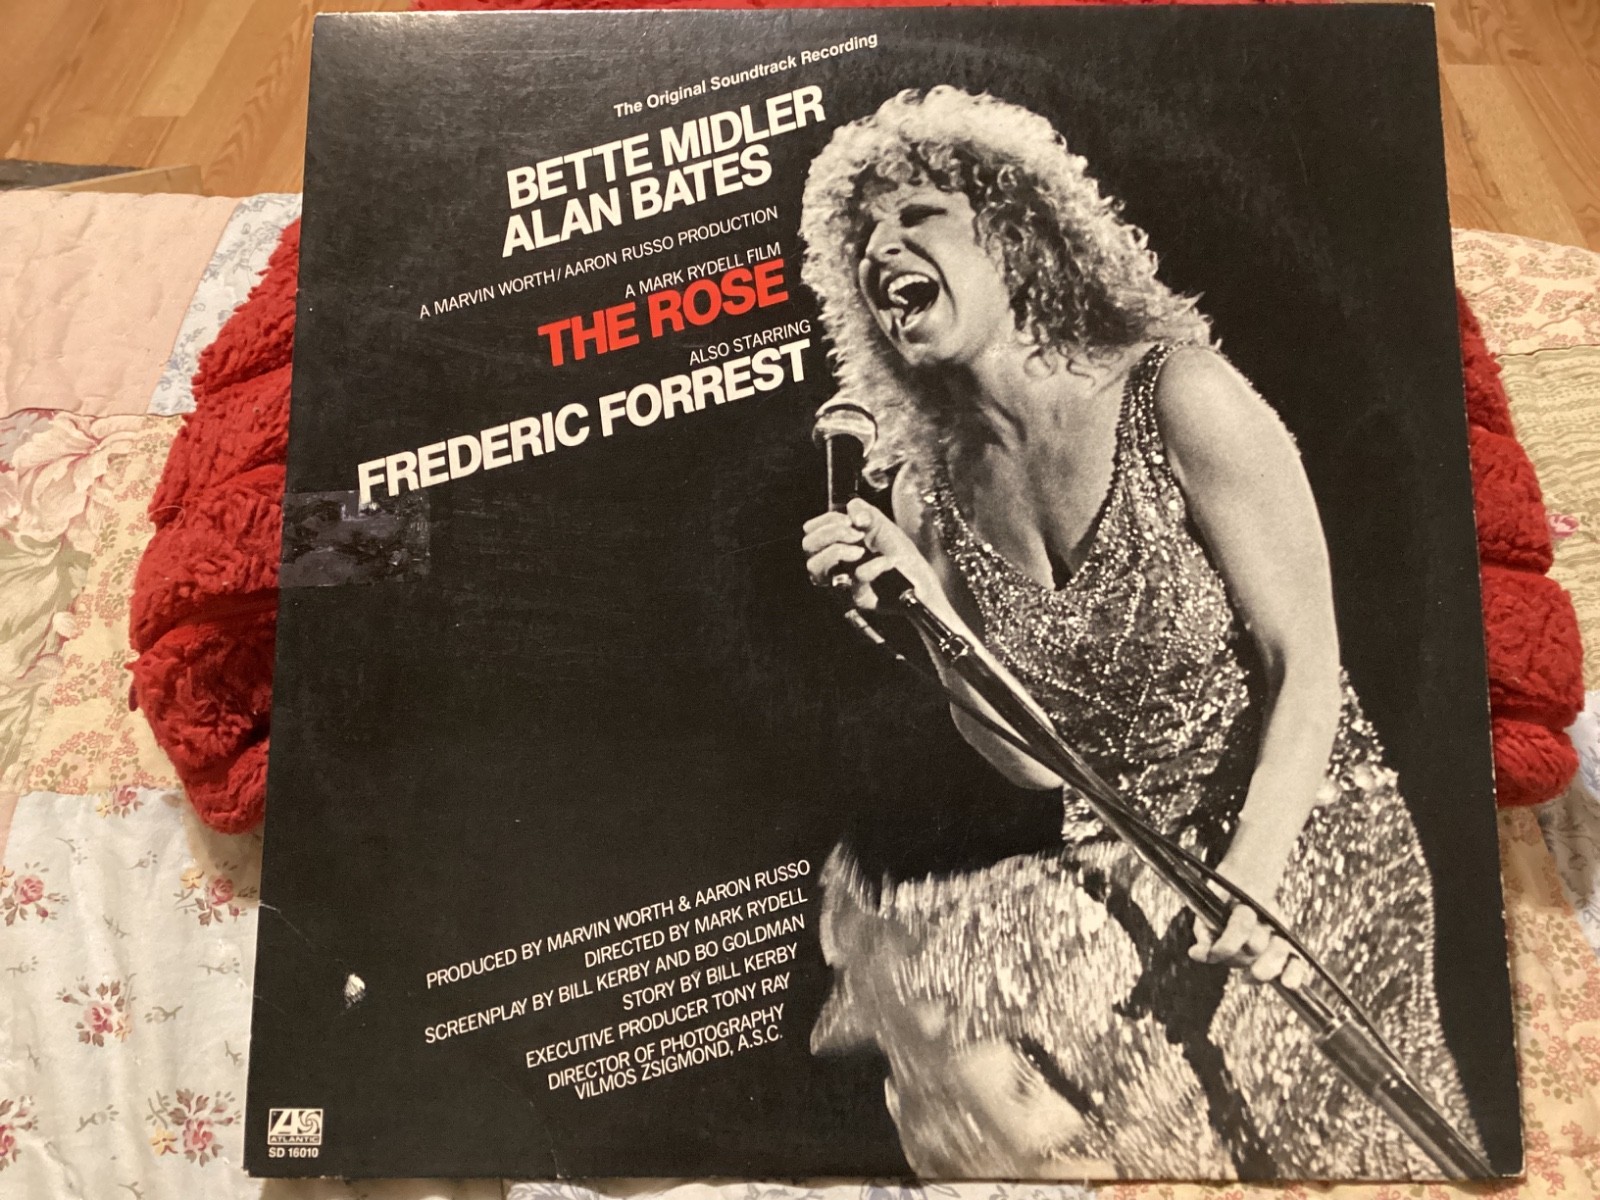 The Original Soundtrack Recording
BETTE MIDLER
ALAN BATES
A MARVIN WORTH/AARON RUSSO PRODUCTION
A MARK RYDELL FILM
THE ROSE
ALSO STARRING
FREDERIC FORREST
PRODUCED BY MARVIN WORTH & AARON RUSSO
DIRECTED BY MARK RYDELL
SCREENPLAY BY BILL KERBY AND BO GOLDMAN
STORY BY BILL KERBY
EXECUTIVE PRODUCER TONY RAY
DIRECTOR OF PHOTOGRAPHY
VILMOS ZSIGMOND, A.S.C.
ATLANTIC
SD 16010